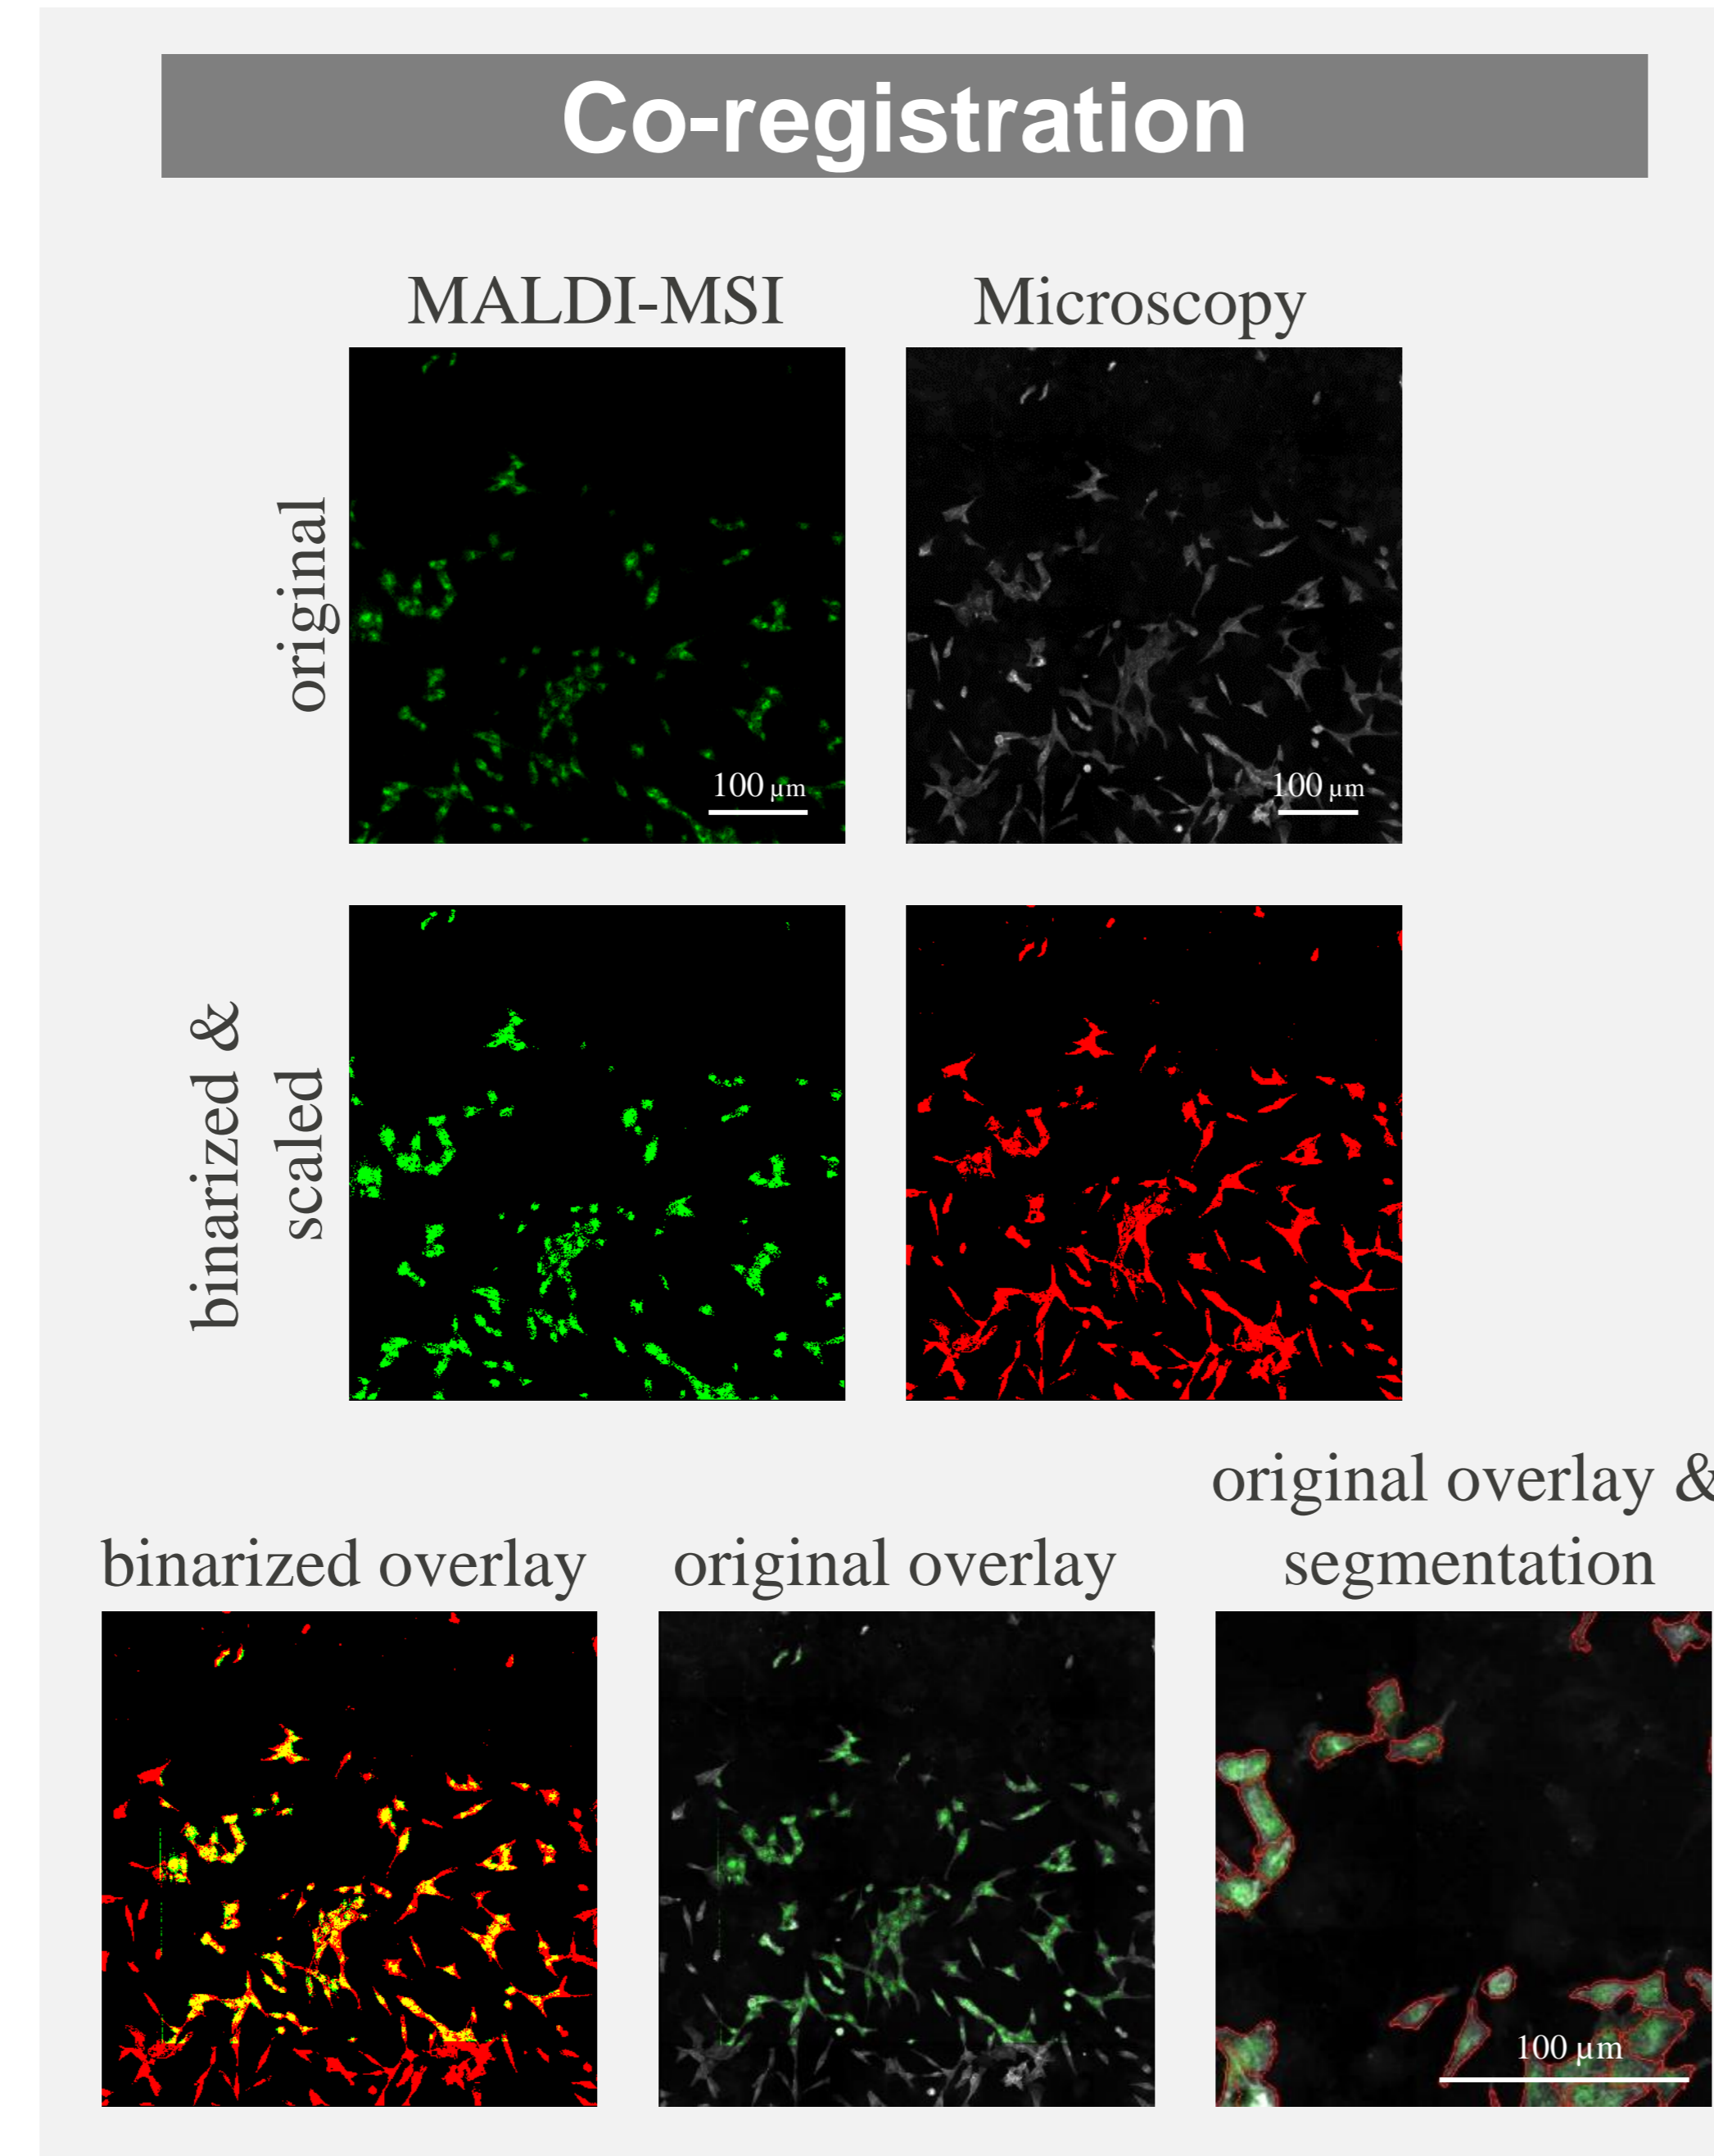 Co-registration
MALDI-MSI
Microscopy
original
100 µm
100 µm
binarized &
scaled
original overlay &
segmentation
binarized overlay
original overlay
100 µm